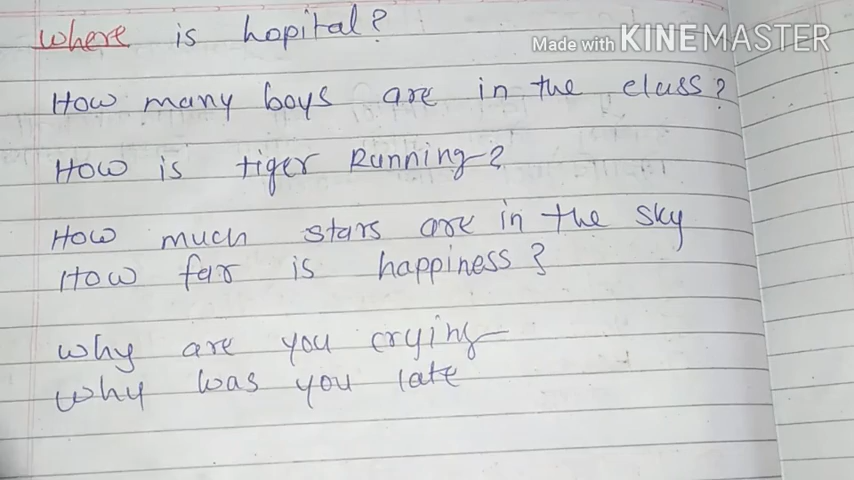 where is hopital?
Made with KINEMASTER
How many boys are in the class?
How is tiger Running?
How much stars are in the sky
How far is happiness?
Why are you crying
Why was you late